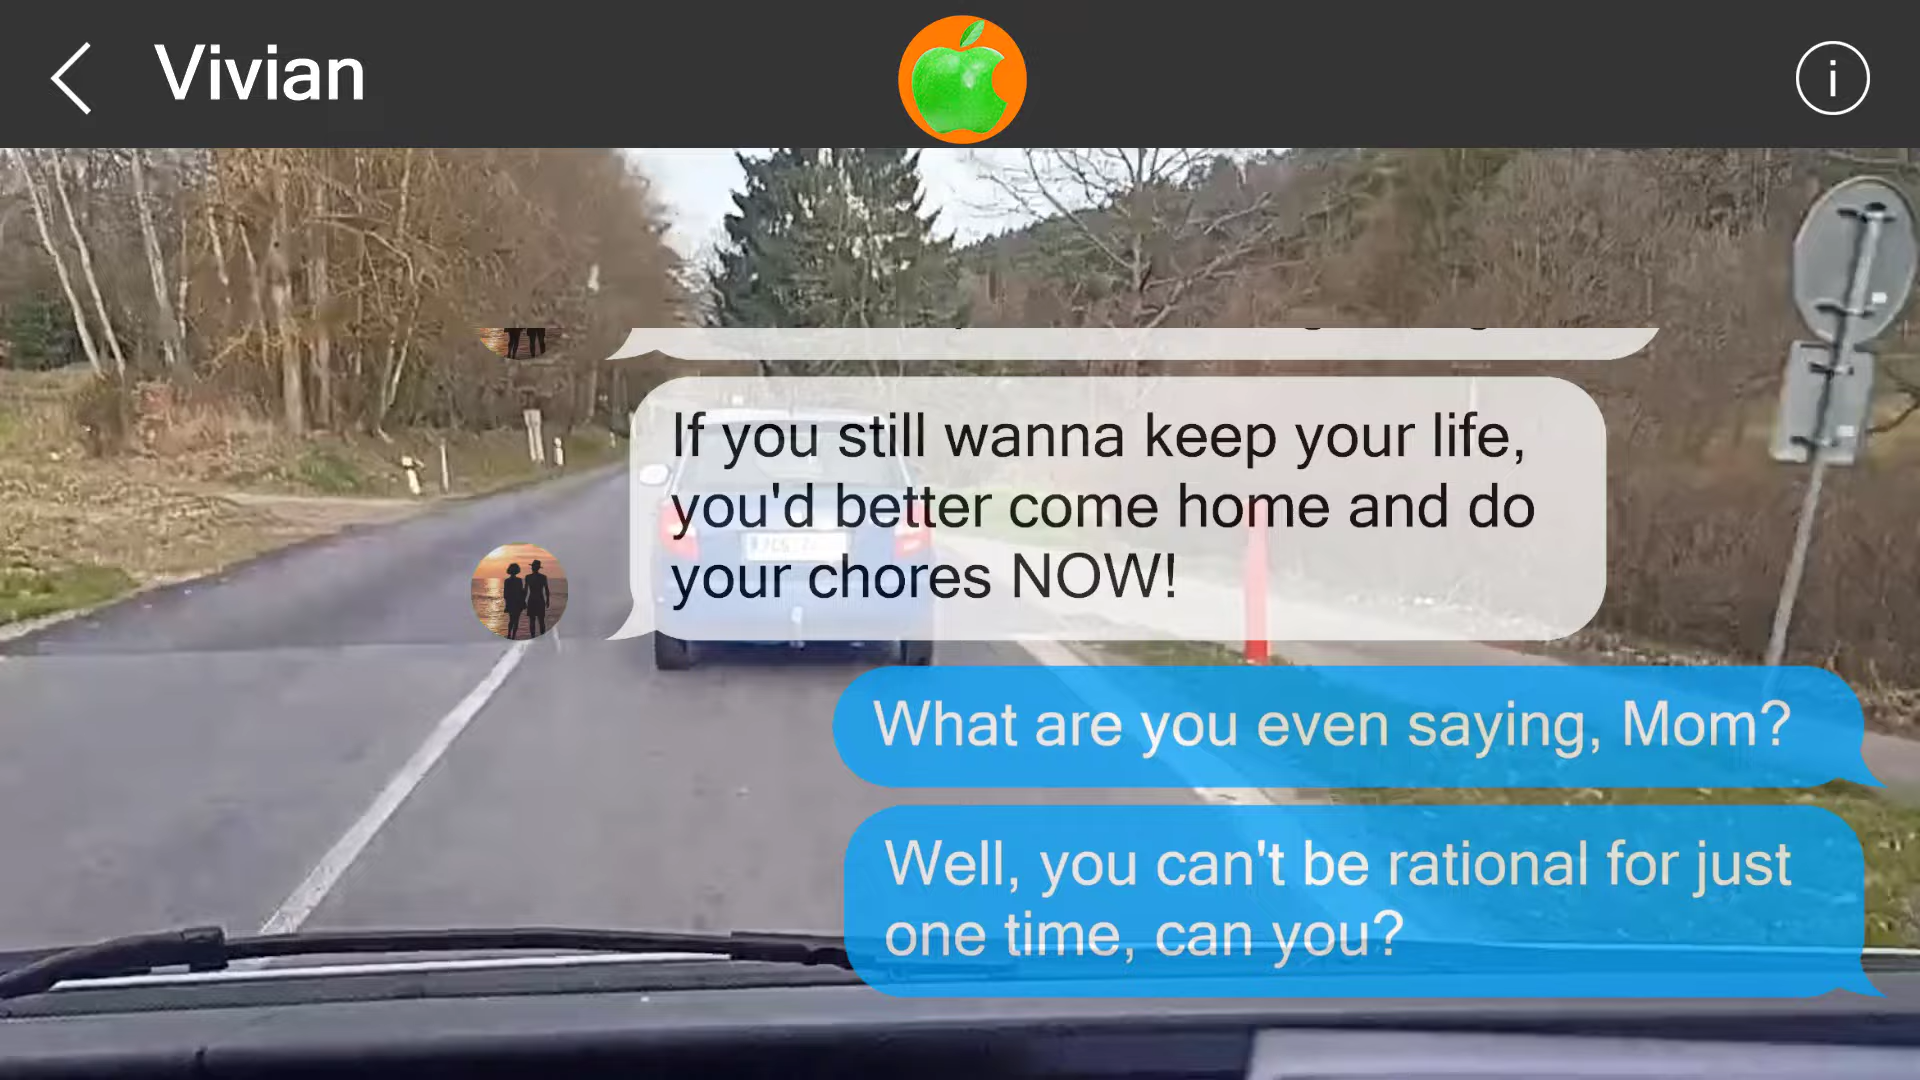 Vivian
If you still wanna keep your life,
you'd better come home and do
your chores NOW!
What are you even saying, Mom?
Well, you can't be rational for just
one time, can you?